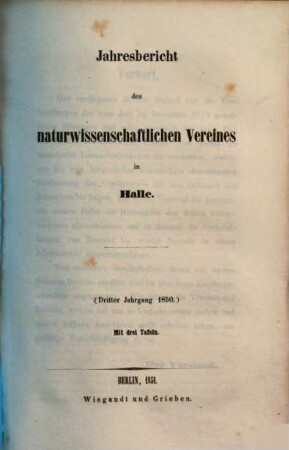 Jahresbericht
des
naturwissenschaftlichen Vereines
in
Halle.
(Dritter Jahrgang 1850.)
Mit drei Tafeln.
BERLIN, 1851.
Wiegandt und Grieben.